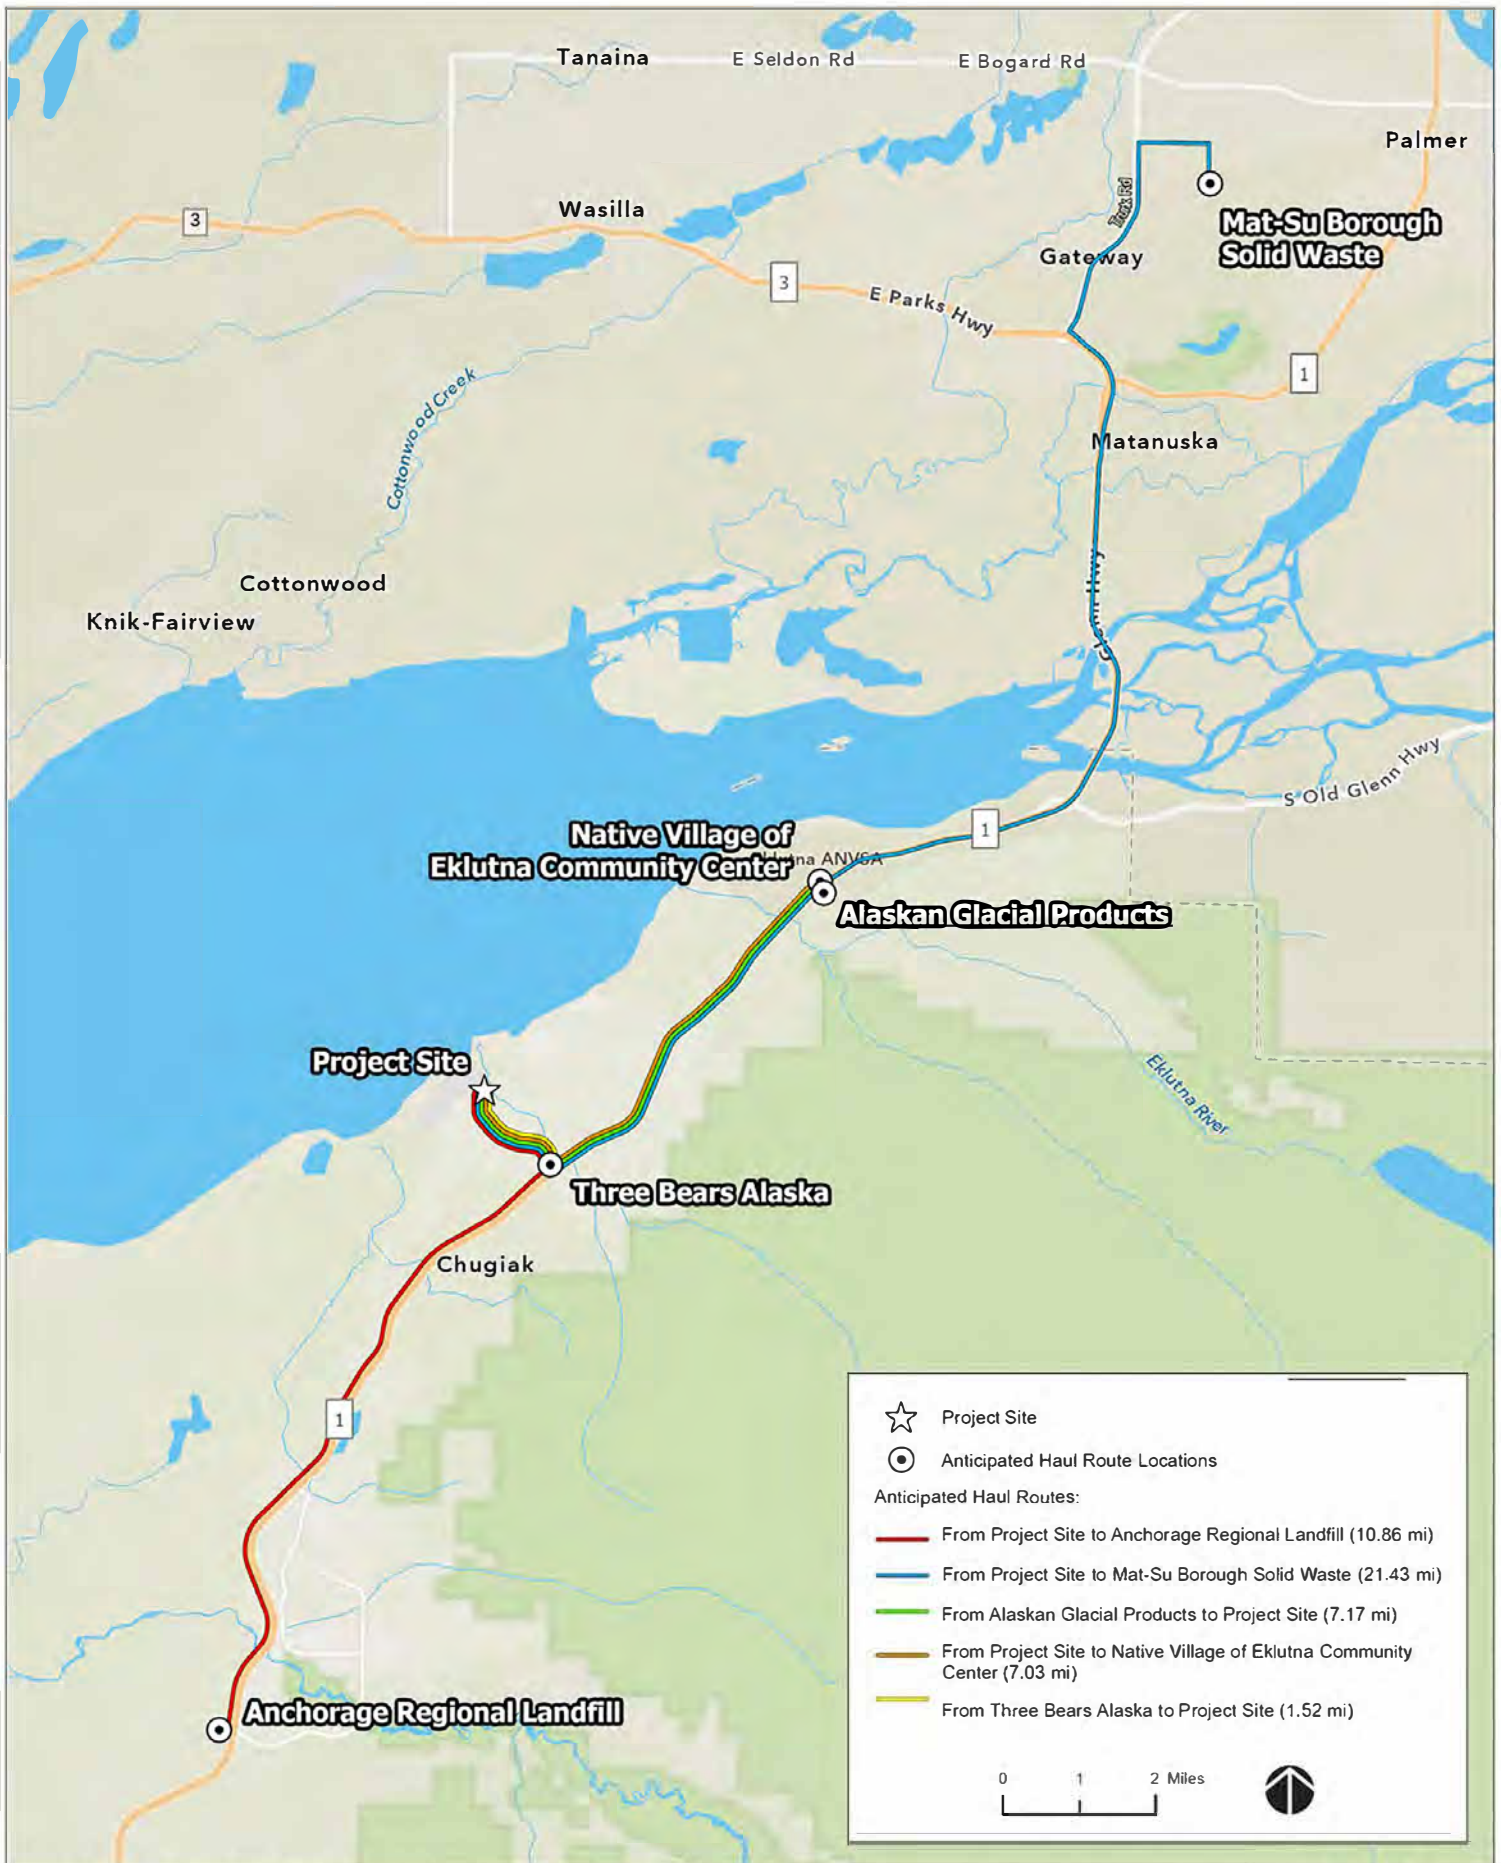 Tanaina
E Seldon Rd
E Bogard Rd
Palmer
Trunk Rd
3
Wasilla
Mat-Su Borough
Solid Waste
Gateway
3
E Parks Hwy
1
Cottonwood Creek
Matanuska
Cottonwood
Knik-Fairview
Glenn Hwy
S Old Glenn Hwy
1
Native Village of
Eklutna Community Center
ANVSA
Alaskan Glacial Products
Project Site
Eklutna River
Three Bears Alaska
Chugiak
1
Anchorage Regional Landfill
Project Site
Anticipated Haul Route Locations
Anticipated Haul Routes:
From Project Site to Anchorage Regional Landfill (10.86 mi)
From Project Site to Mat-Su Borough Solid Waste (21.43 mi)
From Alaskan Glacial Products to Project Site (7.17 mi)
From Project Site to Native Village of Eklutna Community
Center (7.03 mi)
From Three Bears Alaska to Project Site (1.52 mi)
0 1 2 Miles